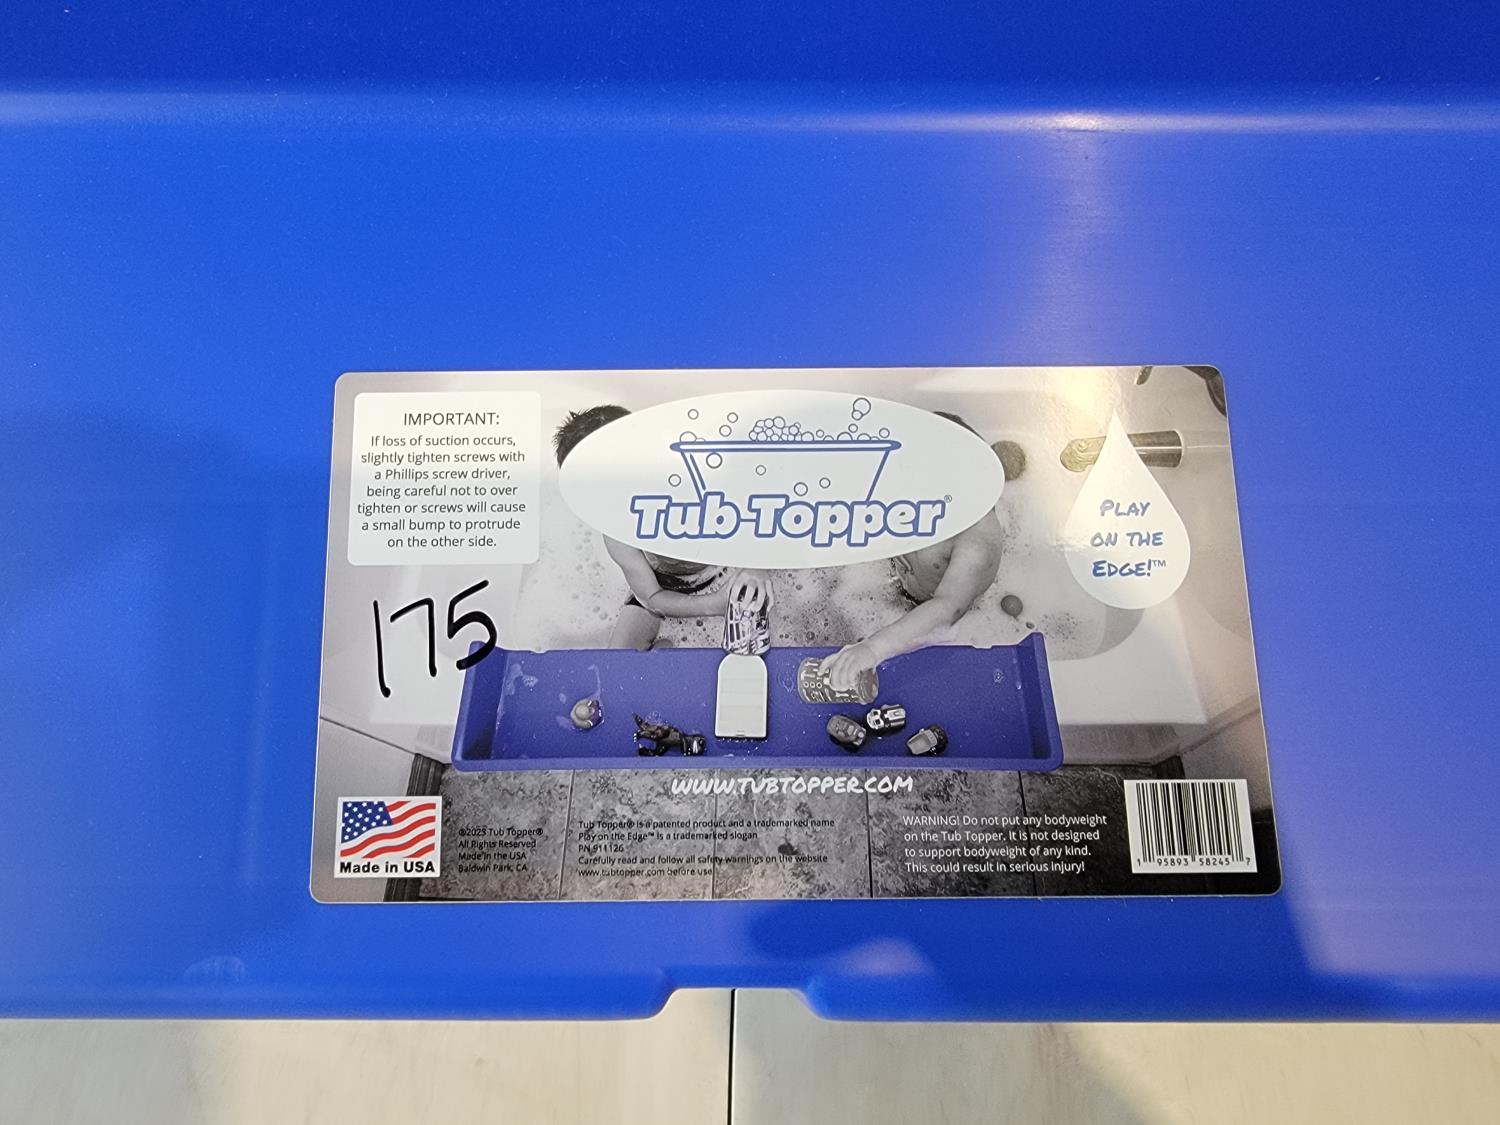 IMPORTANT:
If loss of suction occurs,
slightly tighten screws with
a Phillips screw driver,
being careful not to over
tighten or screws will cause
a small bump to protrude
on the other side.
175
Tub-Topper®
PLAY
ON THE
EDGE!™
WWW.TUBTOPPER.COM
Made in USA
©2023 Tub Topper®
All Rights Reserved
Made in the USA
Baldwin Park, CA
Tub Topper® is a patented product and a trademarked name
Play on the Edge™ is a trademarked slogan
PN 911126
Carefully read and follow all safety warnings on the website
www.tubtopper.com before use
WARNING! Do not put any bodyweight
on the Tub Topper. It is not designed
to support bodyweight of any kind.
This could result in serious injury!
1 95893 58245 7